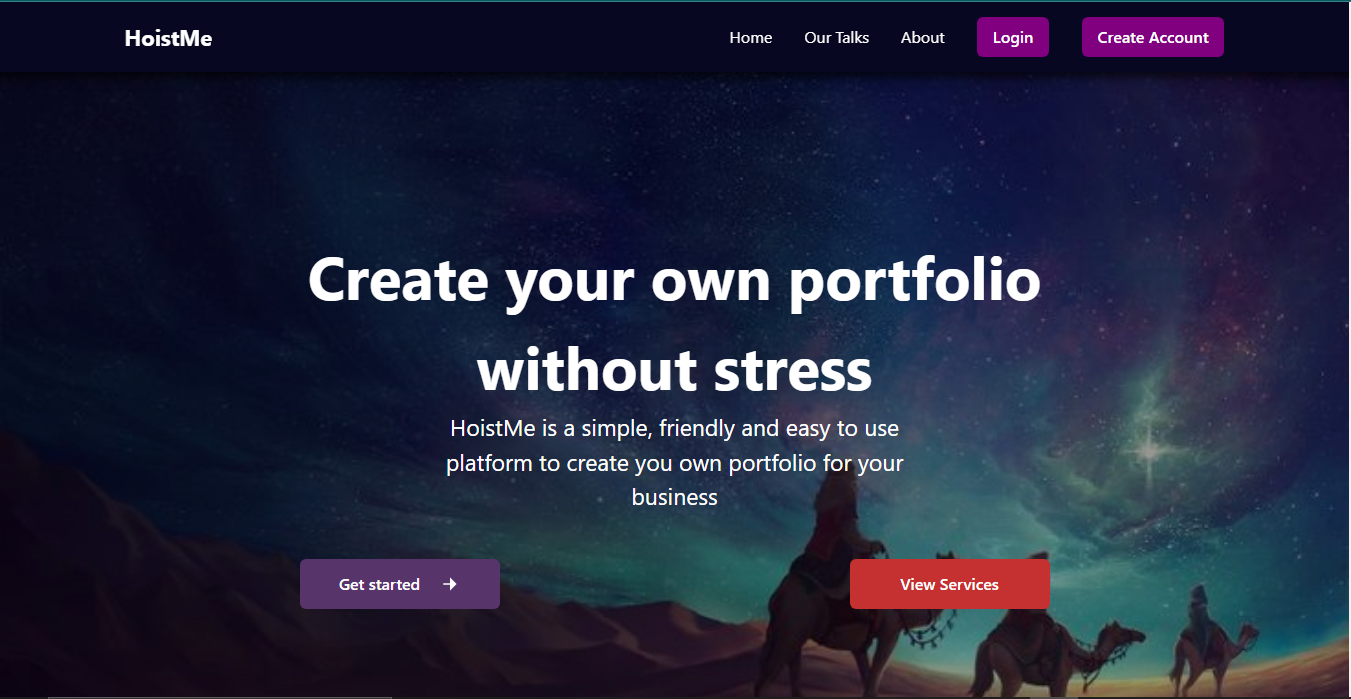 HoistMe
Home
Our Talks
About
Login
Create Account
Create your own portfolio
without stress
HoistMe is a simple, friendly and easy to use
platform to create you own portfolio for your
business
Get started
View Services